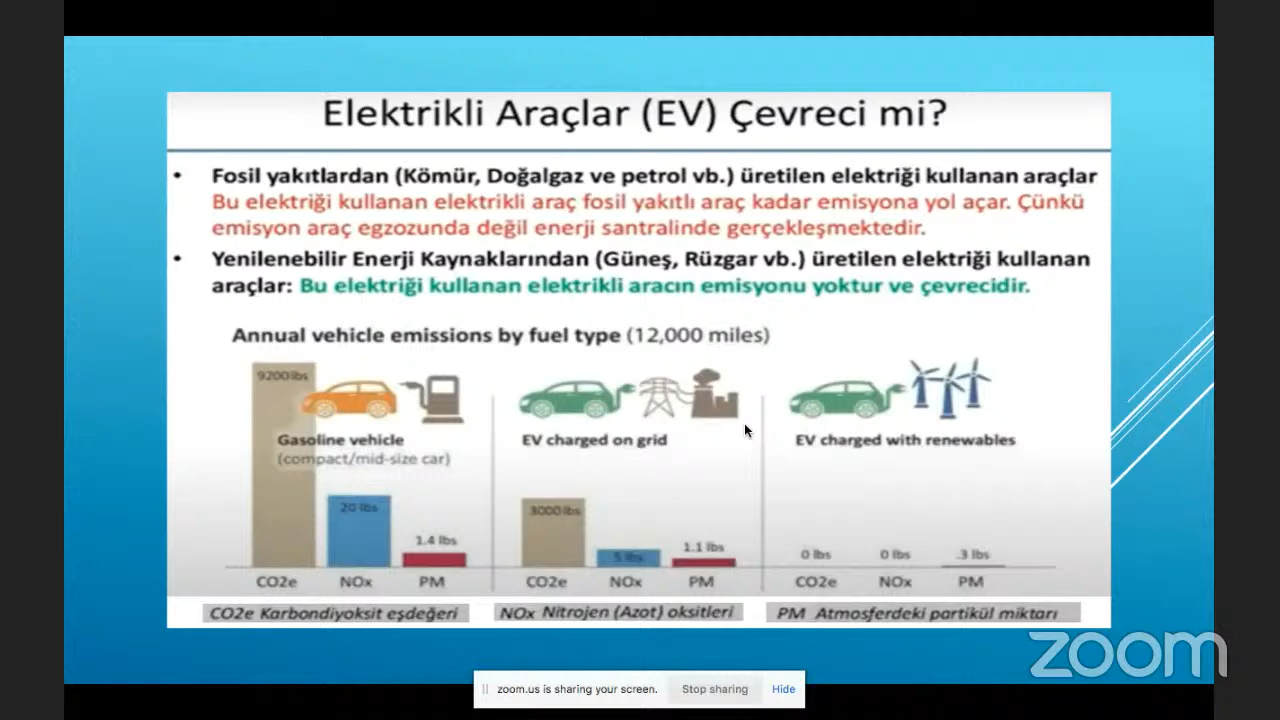 Elektrikli Araçlar (EV) Çevreci mi?
• Fosil yakıtlardan (Kömür, Doğalgaz ve petrol vb.) üretilen elektriği kullanan araçlar
Bu elektriği kullanan elektrikli araç fosil yakıtlı araç kadar emisyona yol açar. Çünkü
emisyon araç egzozunda değil enerji santralinde gerçekleşmektedir.
• Yenilenebilir Enerji Kaynaklarından (Güneş, Rüzgar vb.) üretilen elektriği kullanan
araçlar: Bu elektriği kullanan elektrikli aracın emisyonu yoktur ve çevrecidir.
Annual vehicle emissions by fuel type (12,000 miles)
9200 lbs
Gasoline vehicle
(compact/mid-size car)
20 lbs
1.4 lbs
CO2e NOx PM
EV charged on grid
3000 lbs
5 lbs
1.1 lbs
CO2e NOx PM
EV charged with renewables
0 lbs 0 lbs .3 lbs
CO2e NOx PM
CO2e Karbondiyoksit eşdeğeri
NOx Nitrojen (Azot) oksitleri
PM Atmosferdeki partikül miktarı
zoom
zoom.us is sharing your screen. Stop sharing Hide